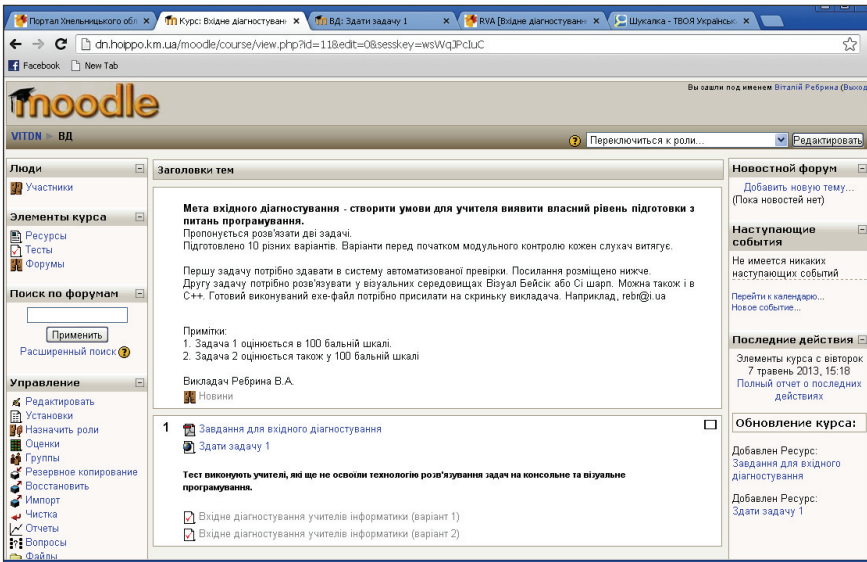 Портал Хмельницького обл
Курс: Вхідне діагностуванн
ВД: Здати задачу 1
RVA [Вхідне діагностуванн
Шукалка - ТВОЯ Українськ
dn.hoippo.km.ua/moodle/course/view.php?id=11&edit=0&sesskey=wsWqJPcIuC
Facebook New Tab
moodle
Вы зашли под именем Віталій Ребрина (Выход
VITDN ► ВД
Переключиться к роли...
Редактировать
Люди
Участники
Элементы курса
Ресурсы
Тесты
Форумы
Поиск по форумам
Применить
Расширенный поиск
Управление
Редактировать
Установки
Назначить роли
Оценки
Группы
Резервное копирование
Восстановить
Импорт
Чистка
Отчеты
Вопросы
Файлы
Заголовки тем
Мета вхідного діагностування - створити умови для учителя виявити власний рівень підготовки з
питань програмування.
Пропонується розв'язати дві задачі.
Підготовлено 10 різних варіантів. Варіанти перед початком модульного контролю кожен слухач витягує.
Першу задачу потрібно здавати в систему автоматизованої превірки. Посилання розміщено нижче.
Другу задачу потрібно розв'язувати у візуальних середовищах Візуал Бейсік або Сі шарп. Можна також і в
С++. Готовий виконуваний exe-файл потрібно присилати на скриньку викладача. Наприклад, rebr@i.ua
Примітки:
1. Задача 1 оцінюється в 100 бальній шкалі.
2. Задача 2 оцінюється також у 100 бальній шкалі
Викладач Ребрина В.А.
Новини
1 Завдання для вхідного діагностування
Здати задачу 1
Тест виконують учителі, які ще не освоїли технологію розв'язування задач на консольне та візуальне
програмування.
Вхідне діагностування учителів інформатики (варіант 1)
Вхідне діагностування учителів інформатики (варіант 2)
Новостной форум
Добавить новую тему...
(Пока новостей нет)
Наступающие
события
Не имеется никаких
наступающих событий
Перейти к календарю...
Новое событие...
Последние действия
Элементы курса с вівторок
7 травень 2013, 15:18
Полный отчет о последних
действиях
Обновление курса:
Добавлен Ресурс:
Завдання для вхідного
діагностування
Добавлен Ресурс:
Здати задачу 1